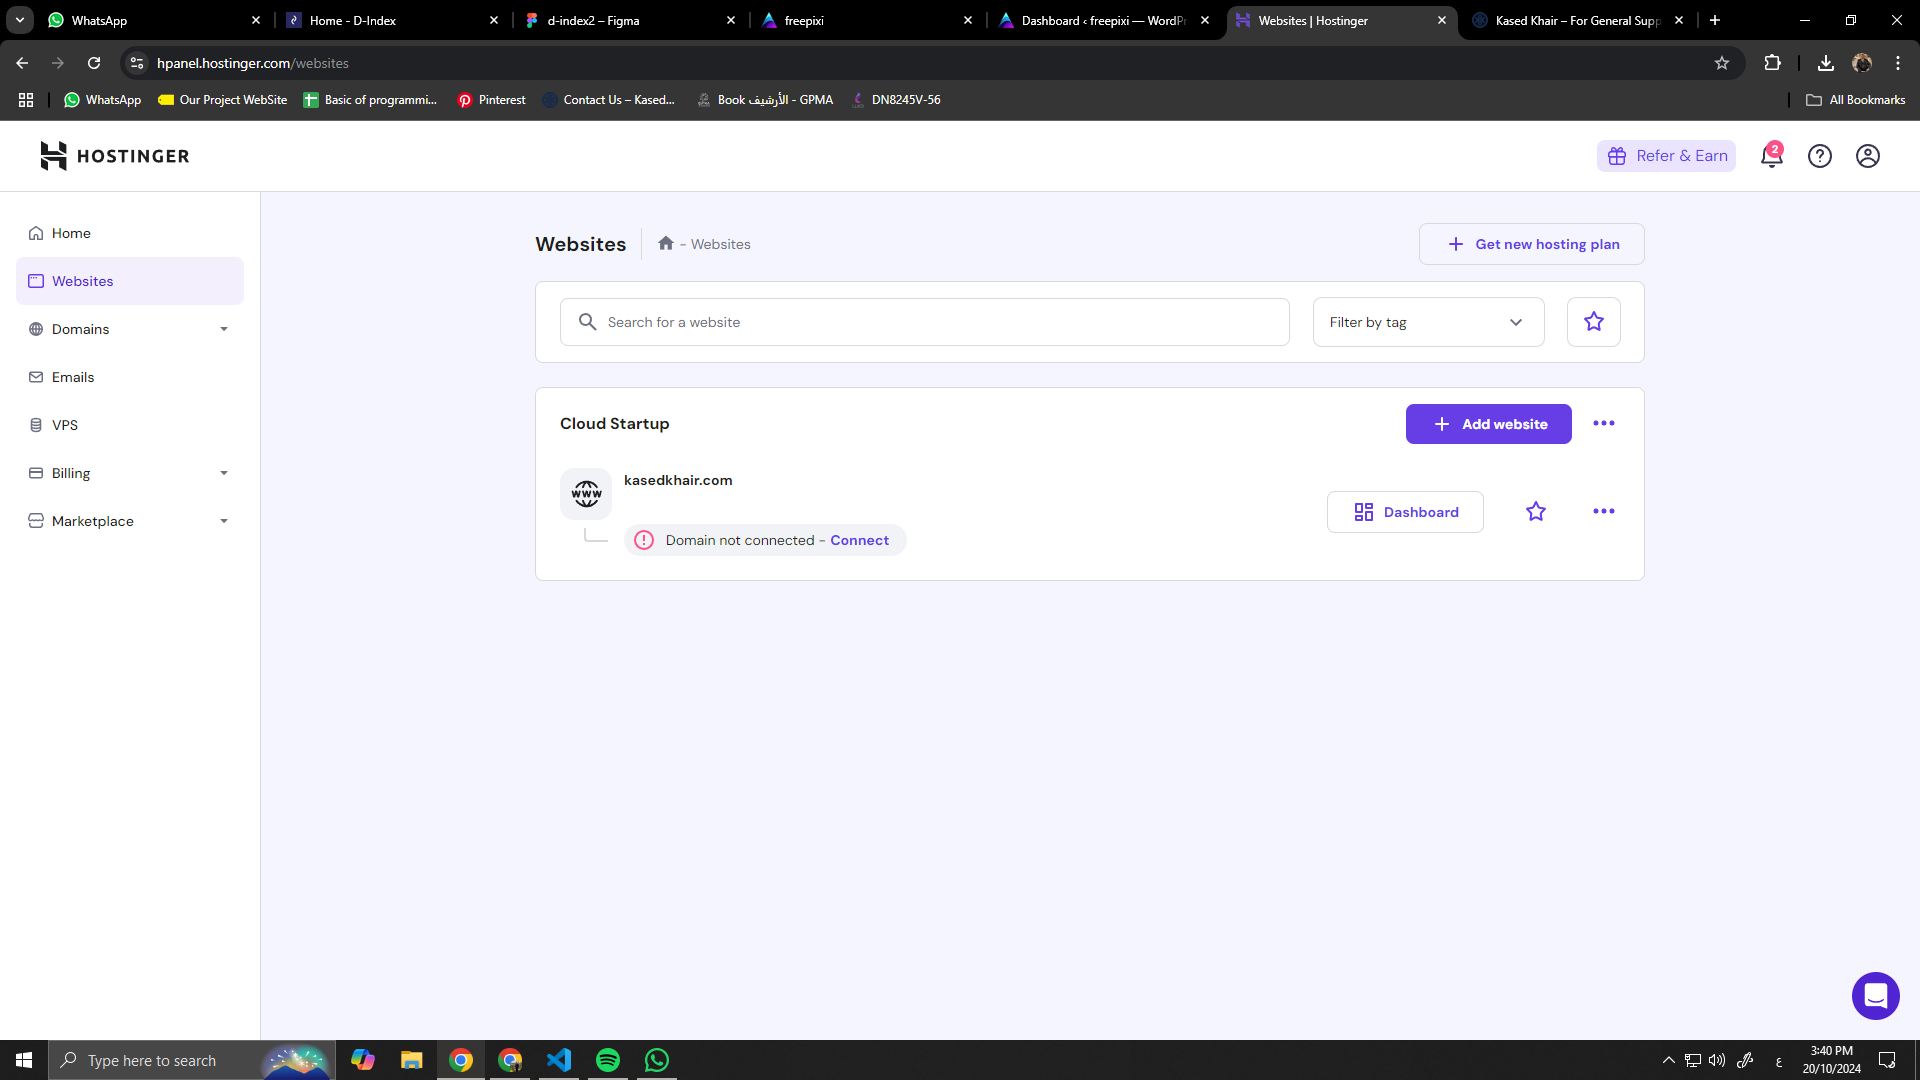 WhatsApp
Home - D-Index
d-index2 – Figma
freepixi
Dashboard ‹ freepixi — WordPr
Websites | Hostinger
Kased Khair – For General Supp
hpanel.hostinger.com/websites
WhatsApp
Our Project WebSite
Basic of programmi...
Pinterest
Contact Us – Kased...
Book الأرشيف - GPMA
DN8245V-56
All Bookmarks
HOSTINGER
Refer & Earn
2
Home
Websites
Domains
Emails
VPS
Billing
Marketplace
Websites
- Websites
Get new hosting plan
Search for a website
Filter by tag
Cloud Startup
Add website
www
kasedkhair.com
Domain not connected - Connect
Dashboard
Type here to search
ع
3:40 PM
20/10/2024